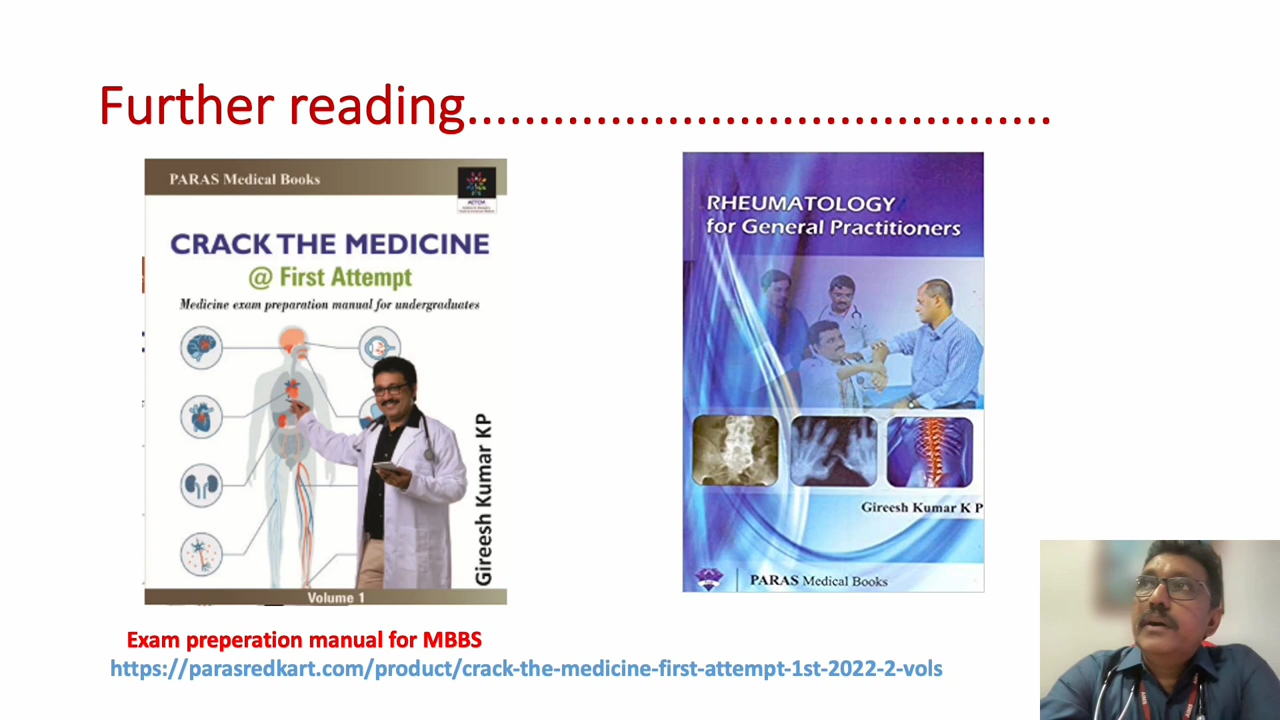 Further reading.........................................
PARAS Medical Books
AETCM
CRACK THE MEDICINE
@ First Attempt
Medicine exam preparation manual for undergraduates
Gireesh Kumar KP
Volume 1
RHEUMATOLOGY
for General Practitioners
Gireesh Kumar K P
PARAS Medical Books
Exam preperation manual for MBBS
https://parasredkart.com/product/crack-the-medicine-first-attempt-1st-2022-2-vols